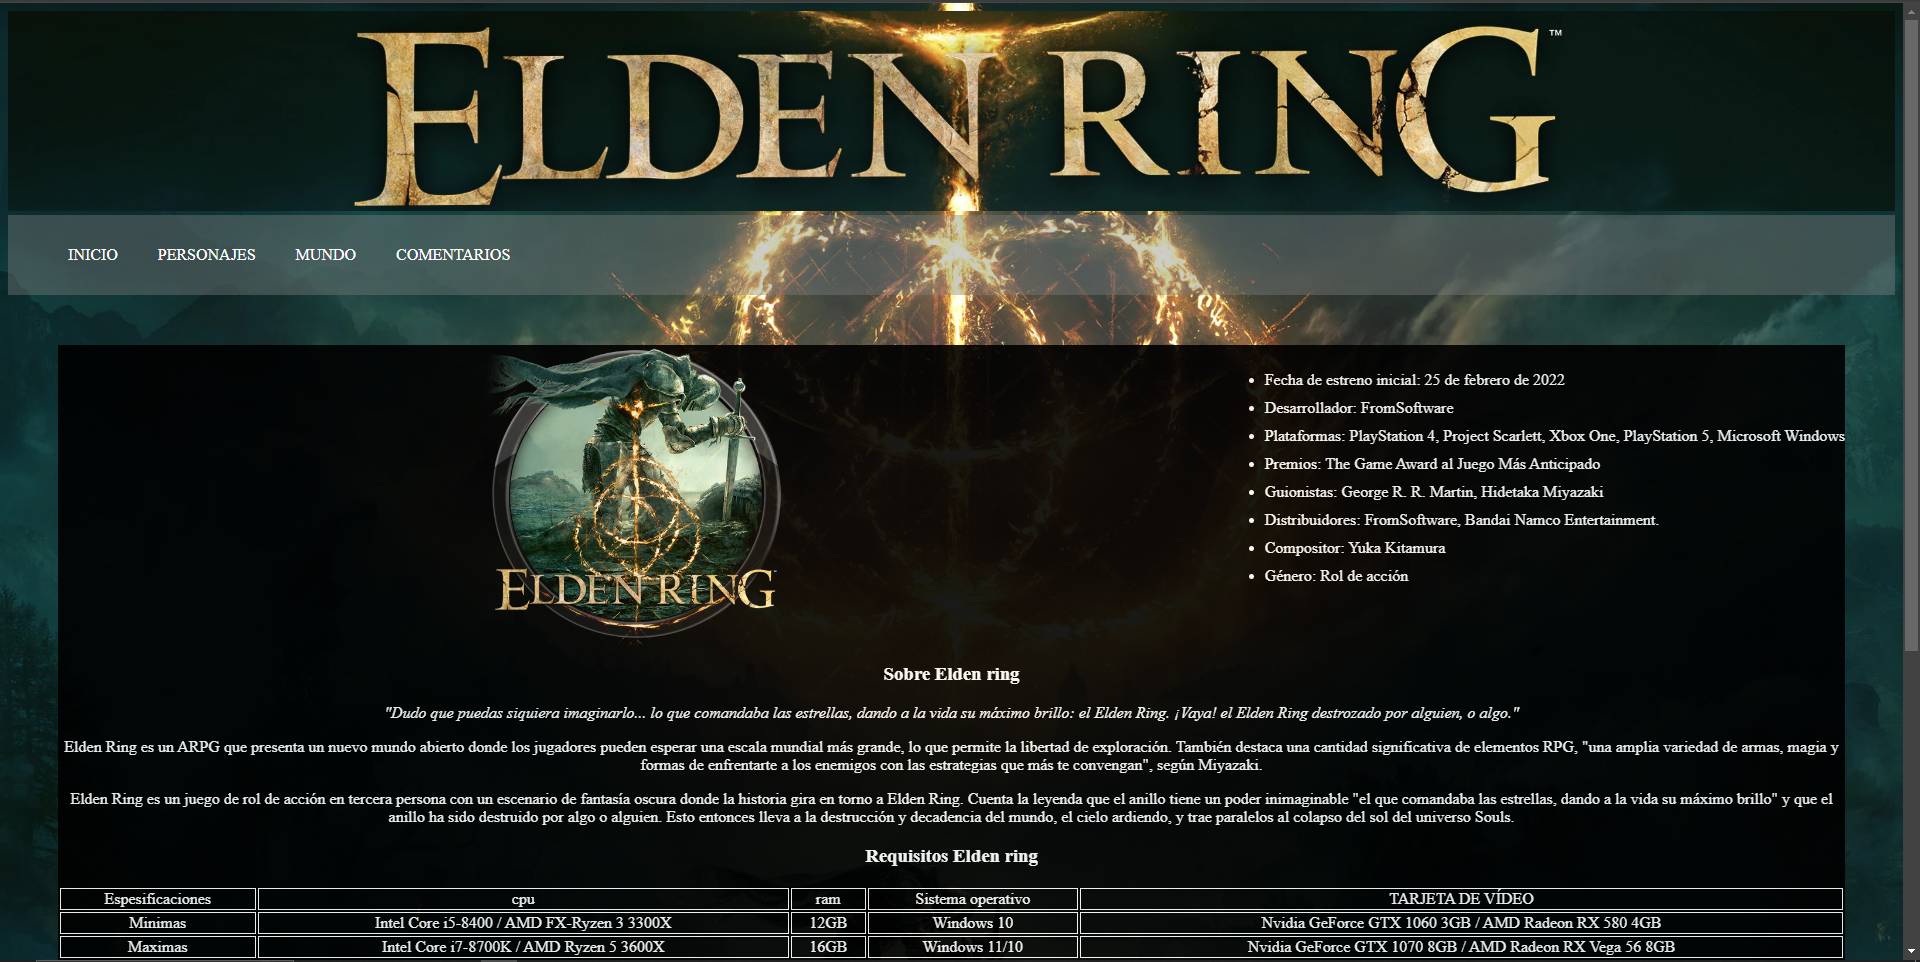 ELDEN RING™
INICIO PERSONAJES MUNDO COMENTARIOS
ELDEN RING
• Fecha de estreno inicial: 25 de febrero de 2022
• Desarrollador: FromSoftware
• Plataformas: PlayStation 4, Project Scarlett, Xbox One, PlayStation 5, Microsoft Windows
• Premios: The Game Award al Juego Más Anticipado
• Guionistas: George R. R. Martin, Hidetaka Miyazaki
• Distribuidores: FromSoftware, Bandai Namco Entertainment.
• Compositor: Yuka Kitamura
• Género: Rol de acción
Sobre Elden ring
"Dudo que puedas siquiera imaginarlo... lo que comandaba las estrellas, dando a la vida su máximo brillo: el Elden Ring. ¡Vaya! el Elden Ring destrozado por alguien, o algo."
Elden Ring es un ARPG que presenta un nuevo mundo abierto donde los jugadores pueden esperar una escala mundial más grande, lo que permite la libertad de exploración. También destaca una cantidad significativa de elementos RPG, "una amplia variedad de armas, magia y
formas de enfrentarte a los enemigos con las estrategias que más te convengan", según Miyazaki.
Elden Ring es un juego de rol de acción en tercera persona con un escenario de fantasía oscura donde la historia gira en torno a Elden Ring. Cuenta la leyenda que el anillo tiene un poder inimaginable "el que comandaba las estrellas, dando a la vida su máximo brillo" y que el
anillo ha sido destruido por algo o alguien. Esto entonces lleva a la destrucción y decadencia del mundo, el cielo ardiendo, y trae paralelos al colapso del sol del universo Souls.
Requisitos Elden ring
Espesificaciones cpu ram Sistema operativo TARJETA DE VÍDEO
Minimas Intel Core i5-8400 / AMD FX-Ryzen 3 3300X 12GB Windows 10 Nvidia GeForce GTX 1060 3GB / AMD Radeon RX 580 4GB
Maximas Intel Core i7-8700K / AMD Ryzen 5 3600X 16GB Windows 11/10 Nvidia GeForce GTX 1070 8GB / AMD Radeon RX Vega 56 8GB